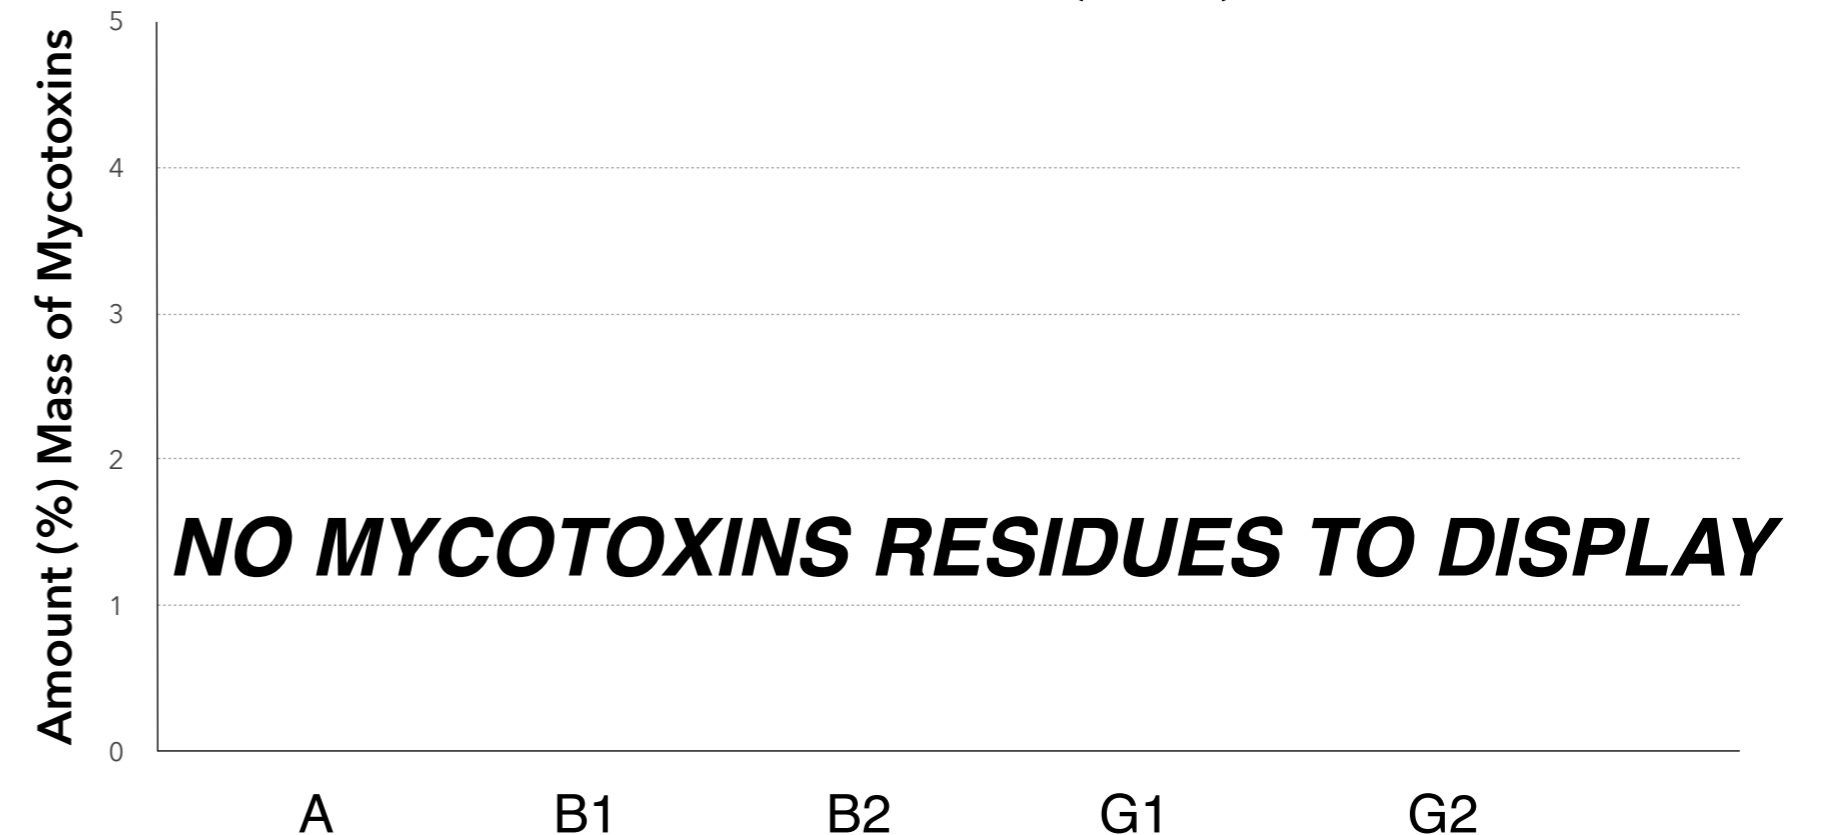 Amount (%) Mass of Mycotoxins
5
4
3
2
1
0
NO MYCOTOXINS RESIDUES TO DISPLAY
A B1 B2 G1 G2